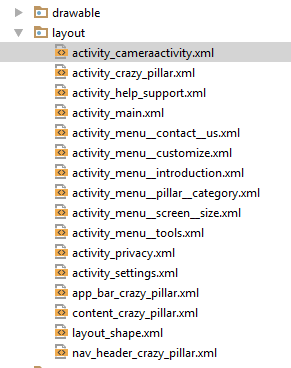 drawable
layout
activity_cameraactivity.xml
activity_crazy_pillar.xml
activity_help_support.xml
activity_main.xml
activity_menu__contact_us.xml
activity_menu__customize.xml
activity_menu__introduction.xml
activity_menu__pillar__category.xml
activity_menu__screen__size.xml
activity_menu__tools.xml
activity_privacy.xml
activity_settings.xml
app_bar_crazy_pillar.xml
content_crazy_pillar.xml
layout_shape.xml
nav_header_crazy_pillar.xml